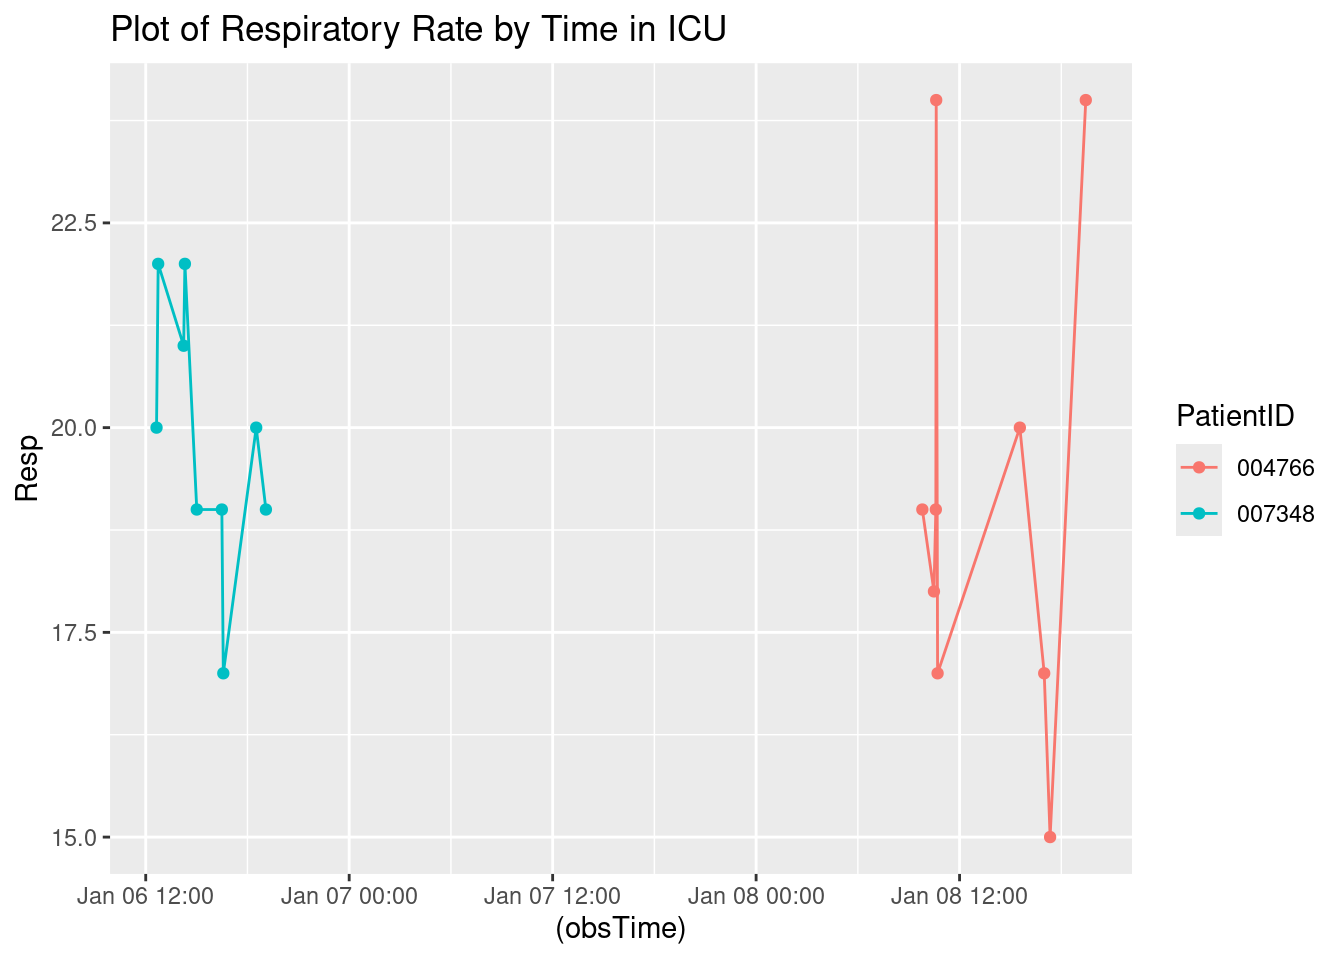 Plot of Respiratory Rate by Time in ICU
22.5
20.0
17.5
15.0
Resp
Jan 06 12:00 Jan 07 00:00 Jan 07 12:00 Jan 08 00:00 Jan 08 12:00
(obsTime)
PatientID
004766
007348